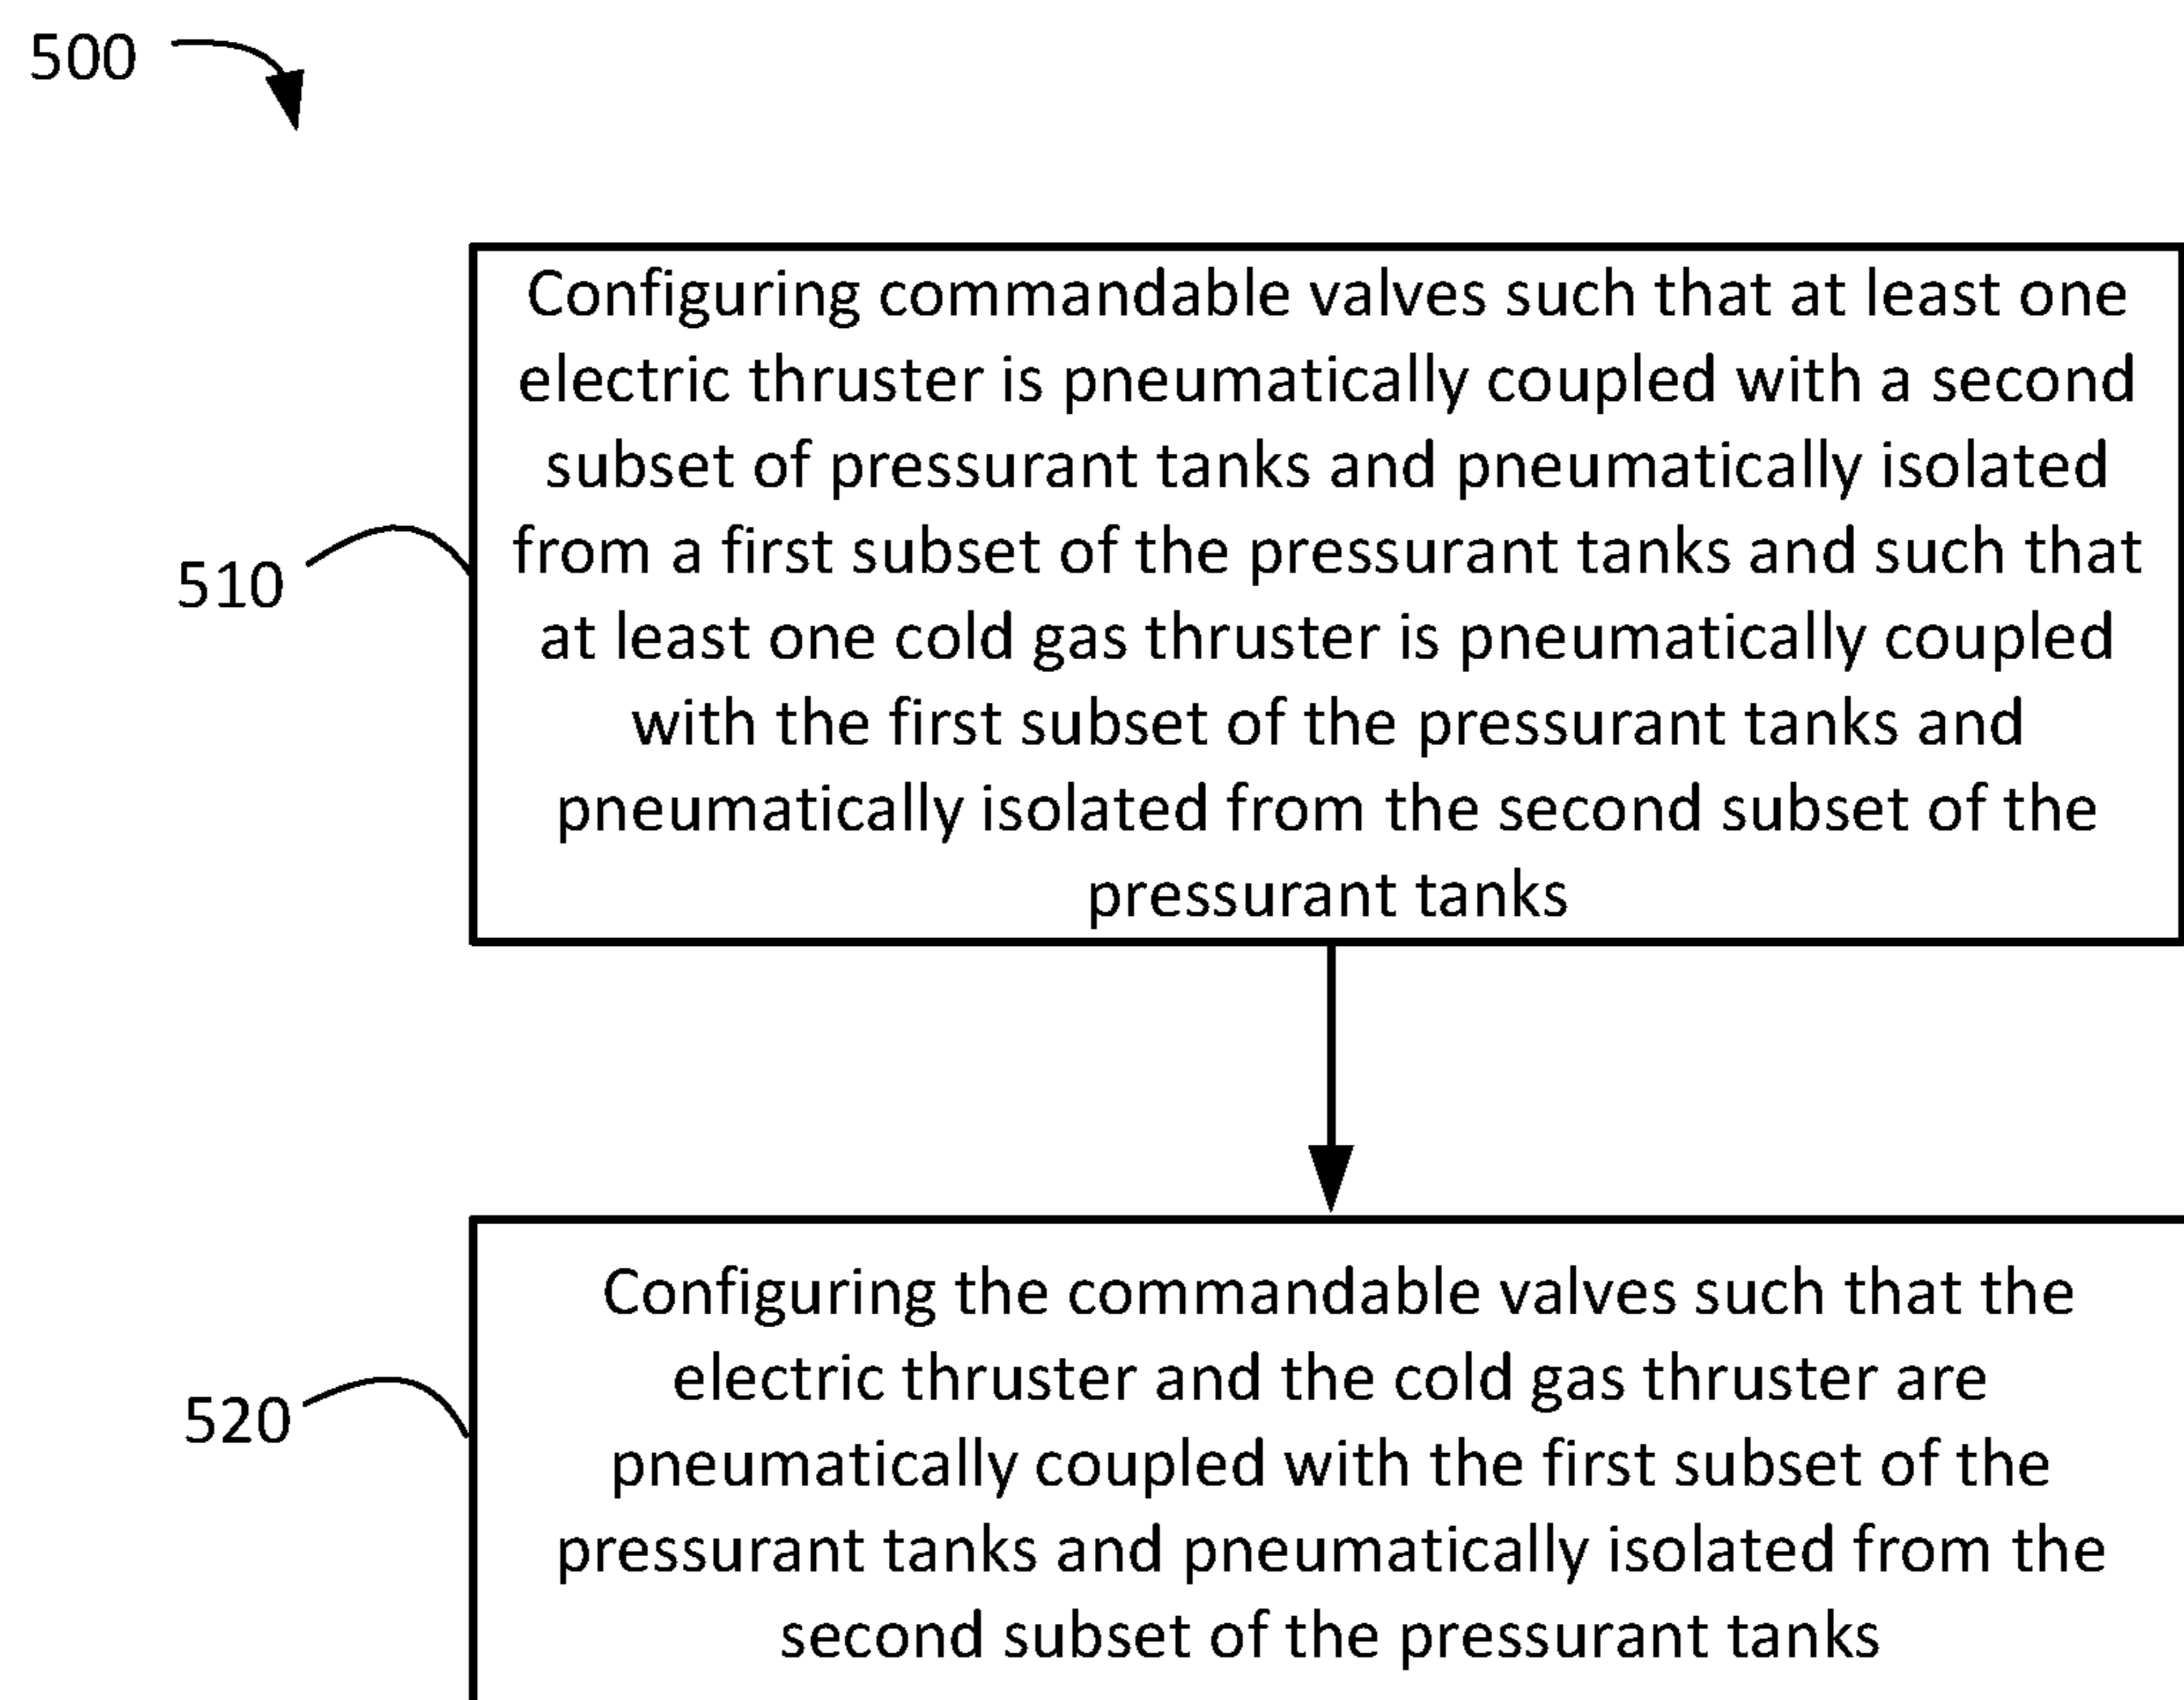 500
Configuring commandable valves such that at least one
electric thruster is pneumatically coupled with a second
subset of pressurant tanks and pneumatically isolated
from a first subset of the pressurant tanks and such that
at least one cold gas thruster is pneumatically coupled
with the first subset of the pressurant tanks and
pneumatically isolated from the second subset of the
pressurant tanks
510
Configuring the commandable valves such that the
electric thruster and the cold gas thruster are
pneumatically coupled with the first subset of the
pressurant tanks and pneumatically isolated from the
second subset of the pressurant tanks
520